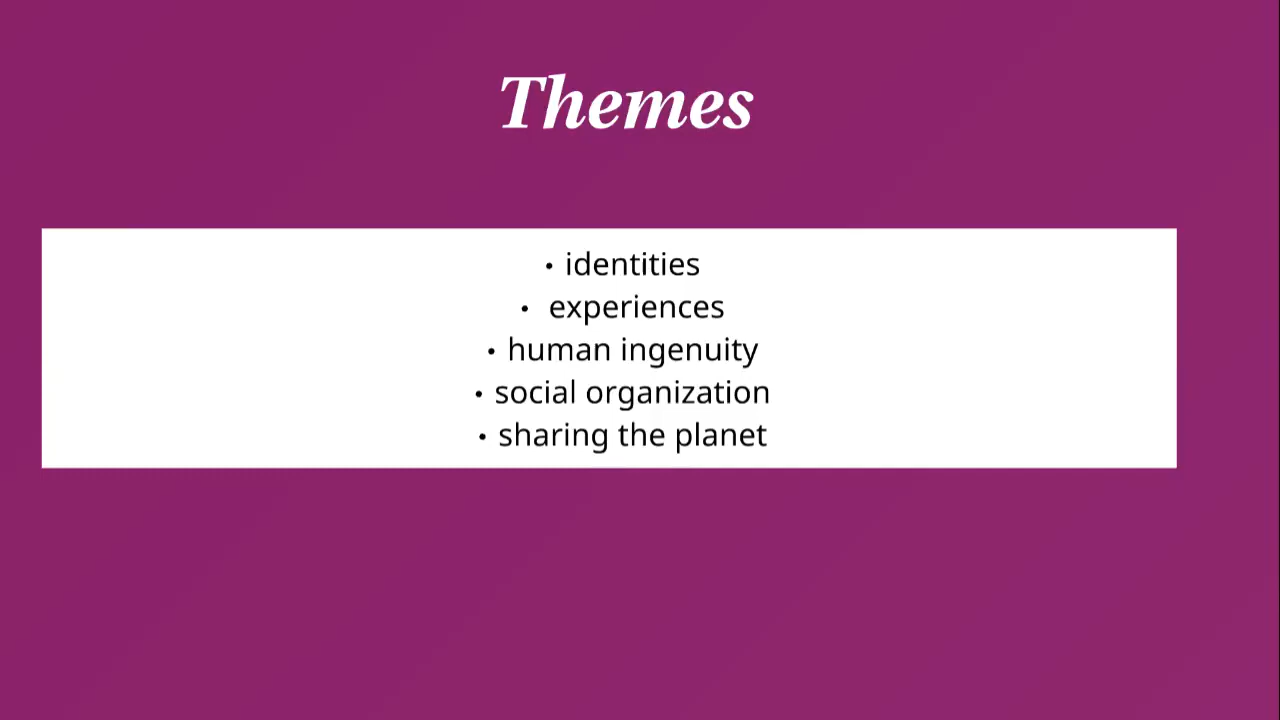 Themes
• identities
• experiences
• human ingenuity
• social organization
• sharing the planet